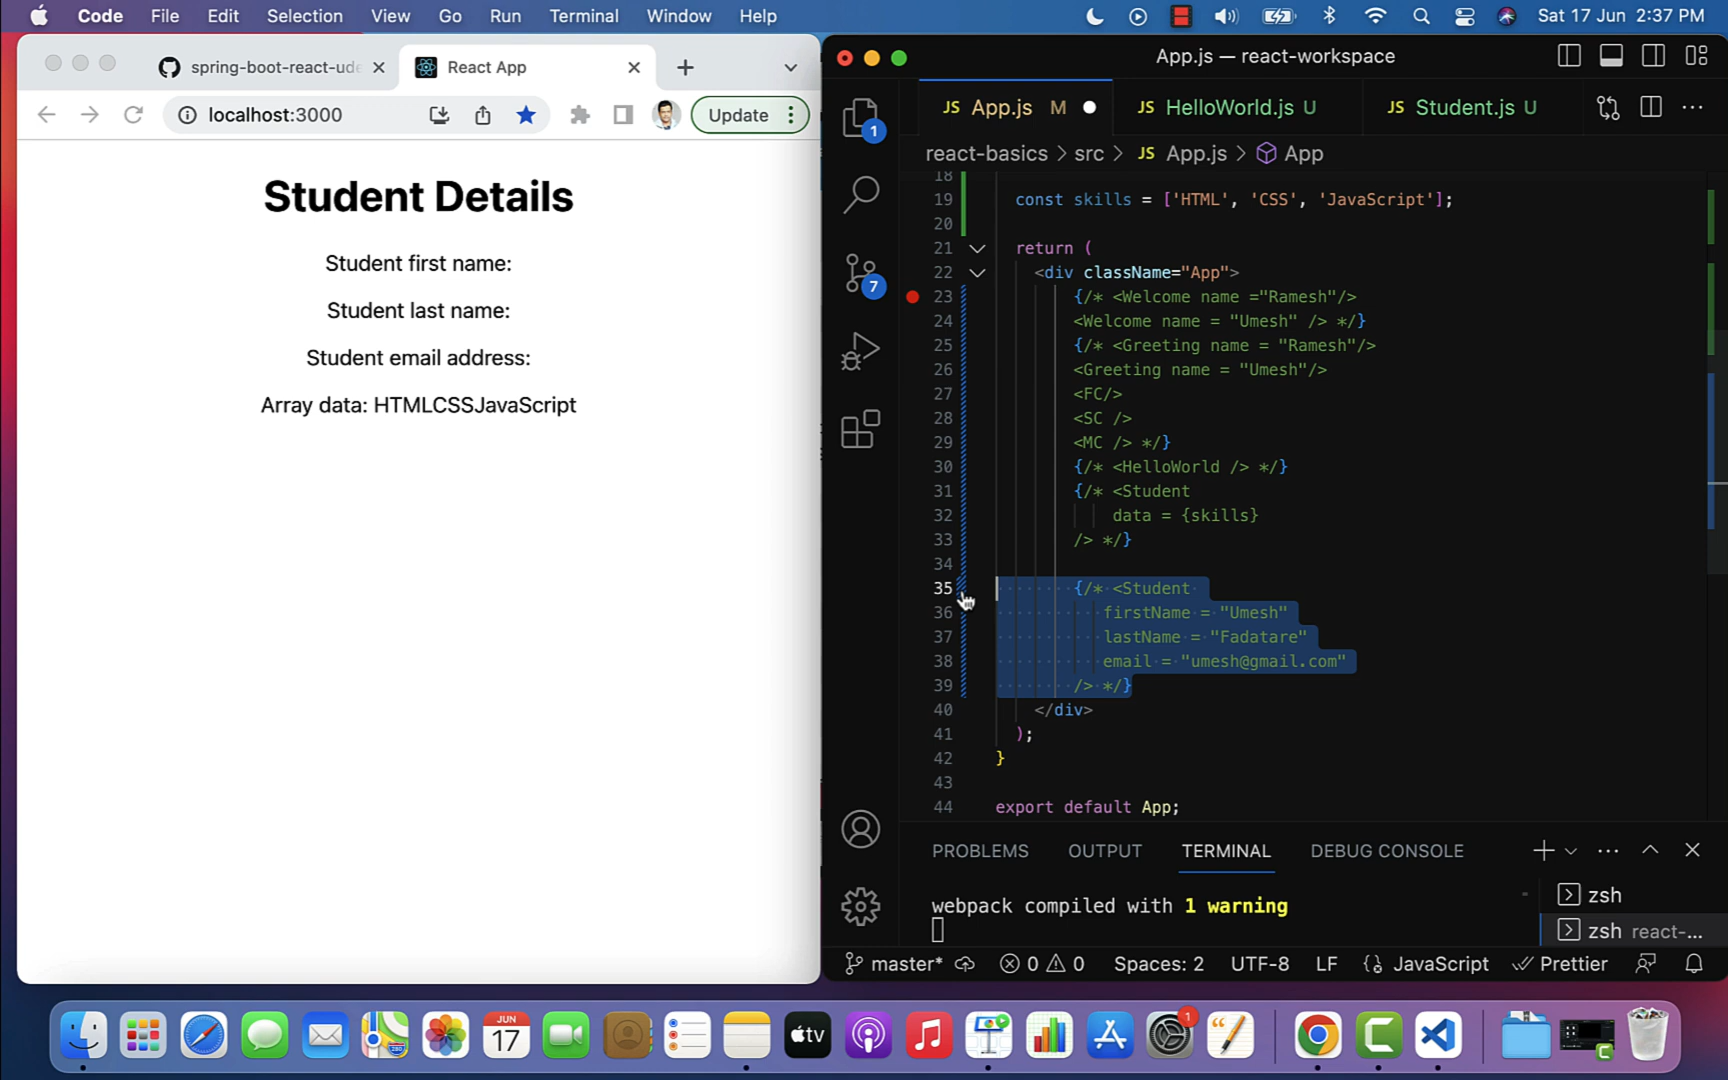 Code File Edit Selection View Go Run Terminal Window Help Sat 17 Jun 2:37 PM
spring-boot-react-ude
React App
localhost:3000
Update
Student Details
Student first name:
Student last name:
Student email address:
Array data: HTMLCSSJavaScript
App.js — react-workspace
JS App.js M
JS HelloWorld.js U
JS Student.js U
react-basics > src > JS App.js > App
1
7
18
19 const skills = ['HTML', 'CSS', 'JavaScript'];
20
21 return (
22 <div className="App">
23 {/* <Welcome name ="Ramesh"/>
24 <Welcome name = "Umesh" /> */}
25 {/* <Greeting name = "Ramesh"/>
26 <Greeting name = "Umesh"/>
27 <FC/>
28 <SC />
29 <MC /> */}
30 {/* <HelloWorld /> */}
31 {/* <Student
32 data = {skills}
33 /> */}
34
35 {/* <Student
36 firstName = "Umesh"
37 lastName = "Fadatare"
38 email = "umesh@gmail.com"
39 /> */}
40 </div>
41 );
42 }
43
44 export default App;
PROBLEMS OUTPUT TERMINAL DEBUG CONSOLE
webpack compiled with 1 warning
zsh
zsh react-...
master* 0 0 Spaces: 2 UTF-8 LF JavaScript Prettier
JUN
17
tv
1